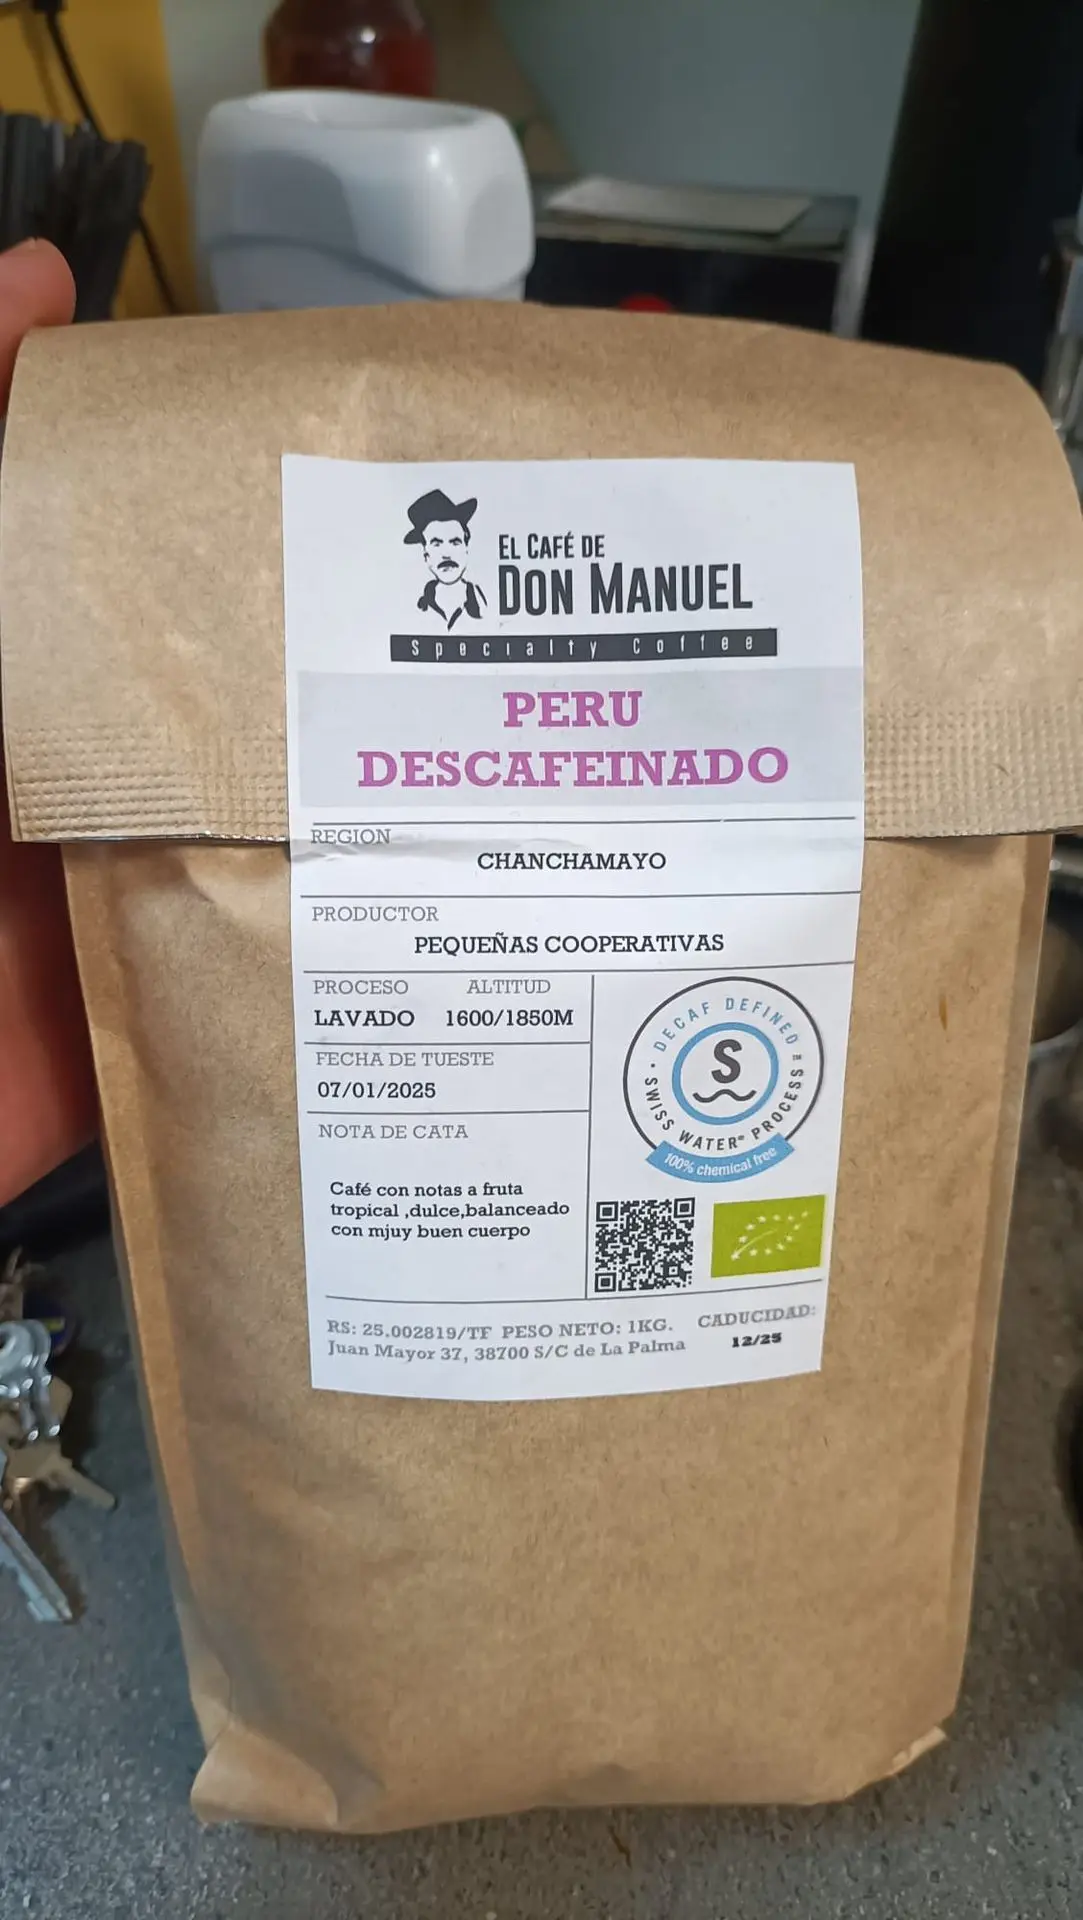 EL CAFÉ DE
DON MANUEL
Specialty Coffee
PERU
DESCAFEINADO
REGION
CHANCHAMAYO
PRODUCTOR
PEQUEÑAS COOPERATIVAS
PROCESO ALTITUD
LAVADO 1600/1850M
FECHA DE TUESTE
07/01/2025
NOTA DE CATA
Café con notas a fruta
tropical ,dulce,balanceado
con mjuy buen cuerpo
DECAF DEFINED
S
SWISS WATER® PROCESS
100% chemical free
RS: 25.002819/TF PESO NETO: 1KG. CADUCIDAD:
Juan Mayor 37, 38700 S/C de La Palma 12/25